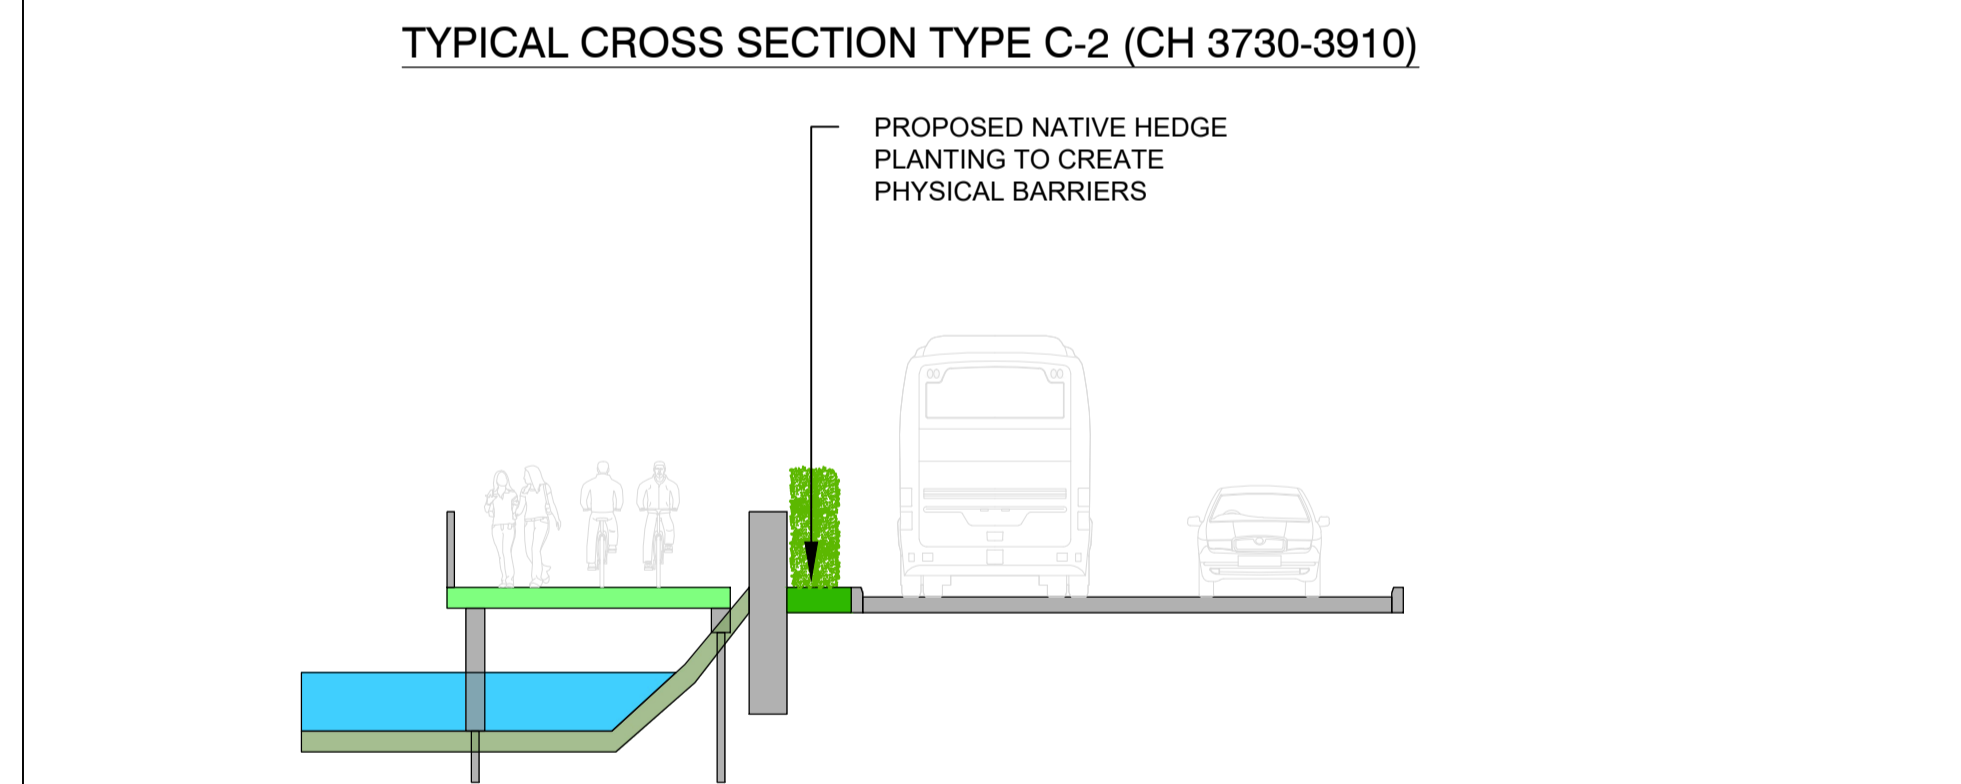 TYPICAL CROSS SECTION TYPE C-2 (CH 3730-3910)
PROPOSED NATIVE HEDGE
PLANTING TO CREATE
PHYSICAL BARRIERS